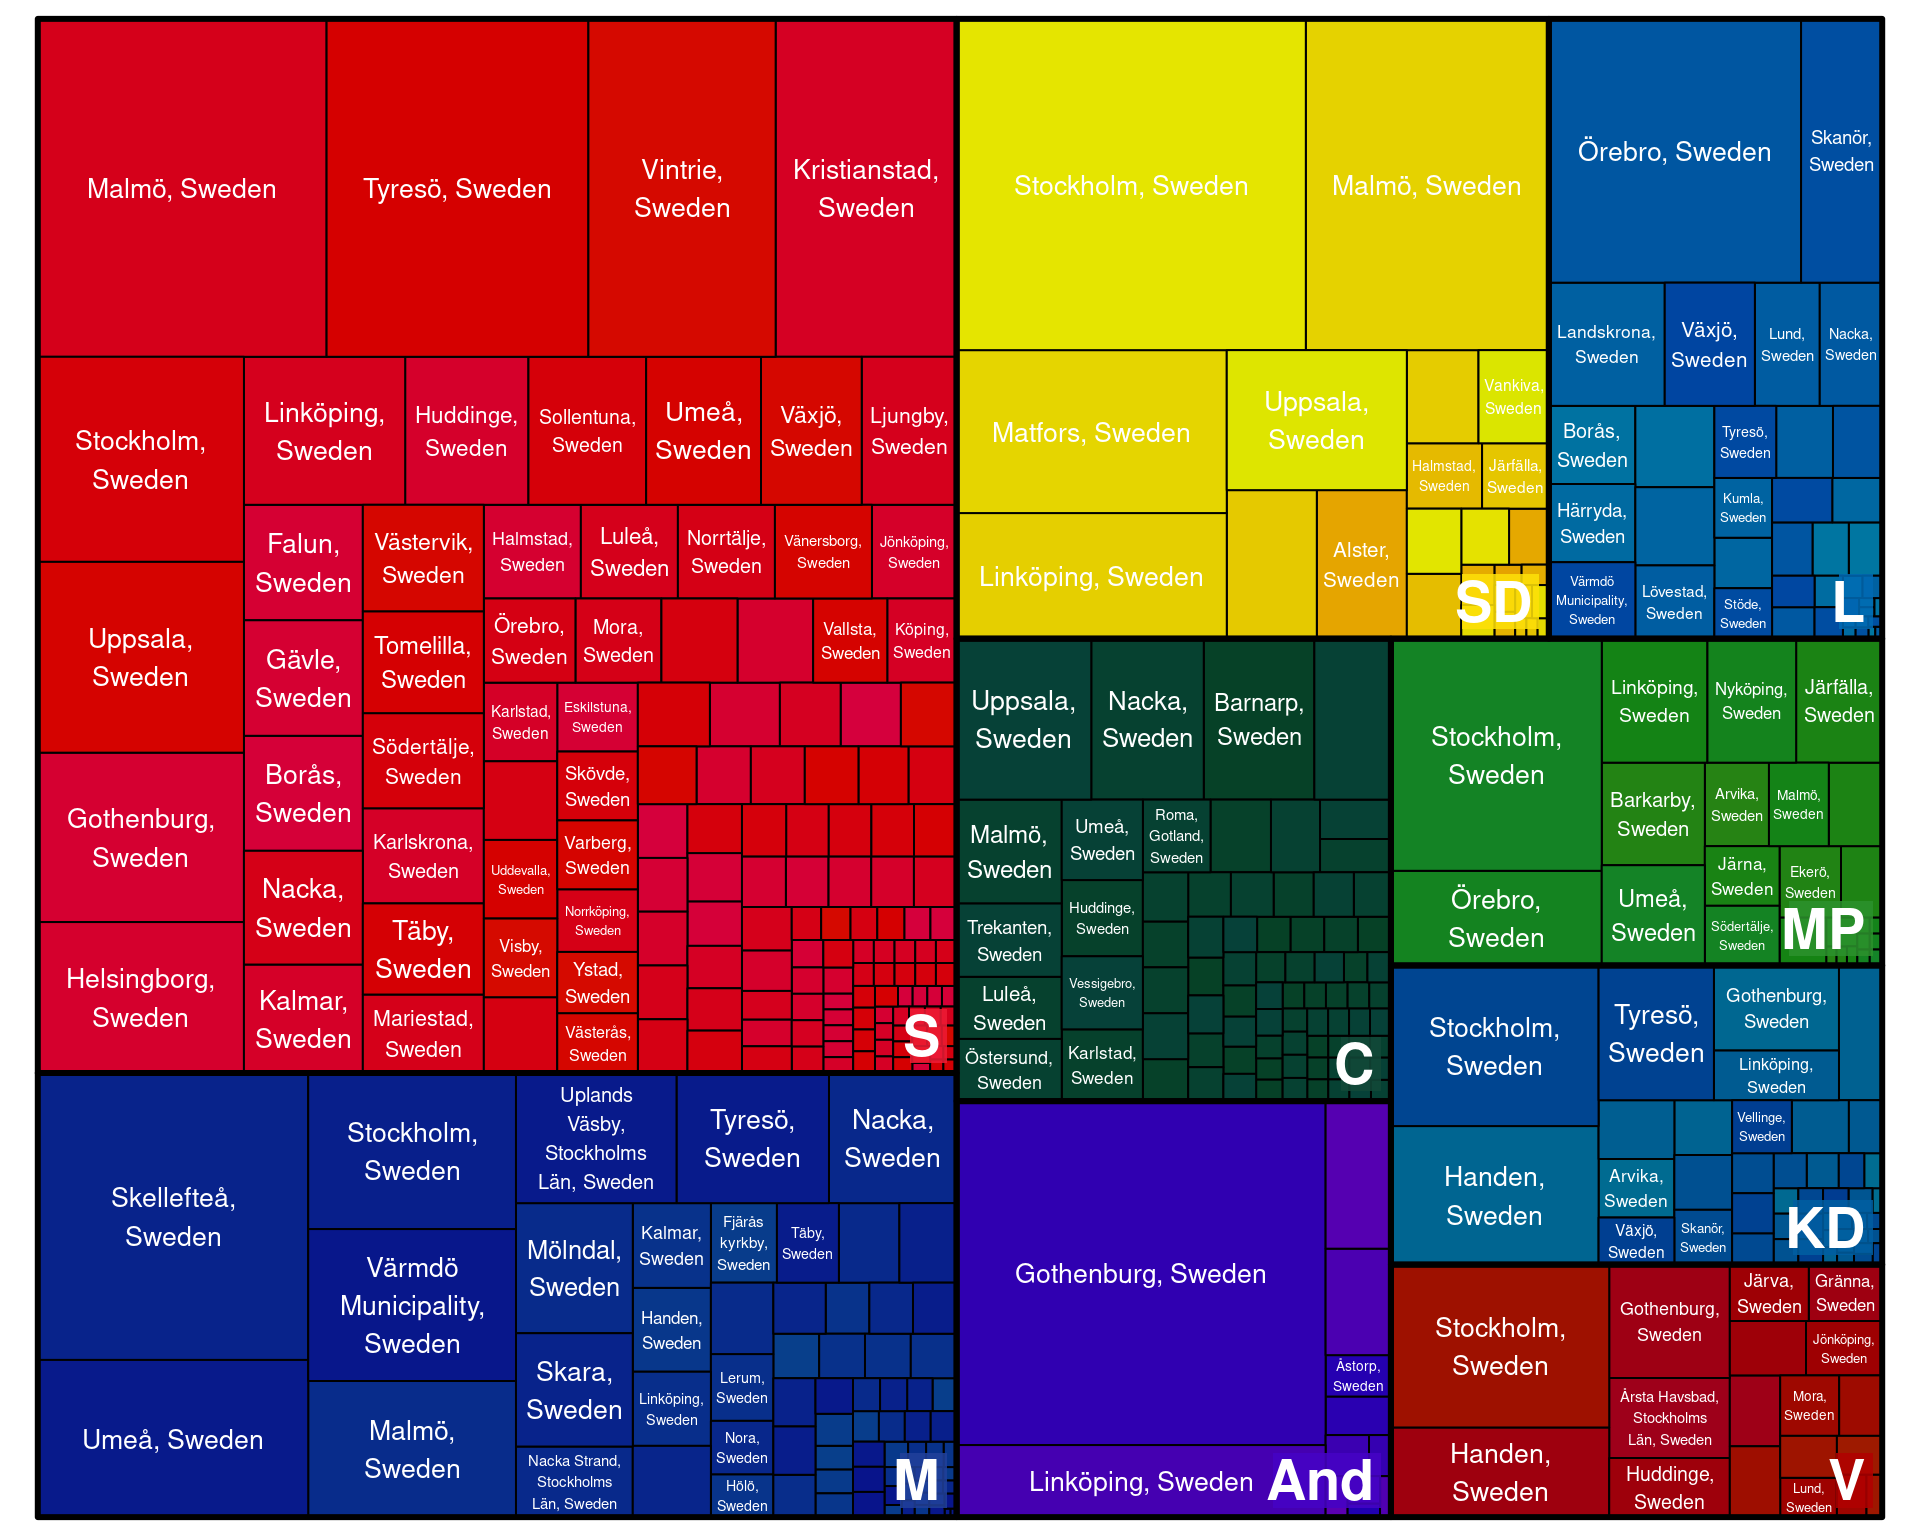 Malmö, Sweden
Tyresö, Sweden
Vintrie,
Sweden
Kristianstad,
Sweden
Stockholm,
Sweden
Linköping,
Sweden
Huddinge,
Sweden
Sollentuna,
Sweden
Umeå,
Sweden
Växjö,
Sweden
Ljungby,
Sweden
Uppsala,
Sweden
Gothenburg,
Sweden
Helsingborg,
Sweden
Falun,
Sweden
Gävle,
Sweden
Borås,
Sweden
Nacka,
Sweden
Kalmar,
Sweden
Västervik,
Sweden
Tomelilla,
Sweden
Södertälje,
Sweden
Karlskrona,
Sweden
Täby,
Sweden
Mariestad,
Sweden
Halmstad,
Sweden
Luleå,
Sweden
Norrtälje,
Sweden
Vänersborg,
Sweden
Jönköping,
Sweden
Örebro,
Sweden
Mora,
Sweden
Vallsta,
Sweden
Köping,
Sweden
Karlstad,
Sweden
Eskilstuna,
Sweden
Skövde,
Sweden
Varberg,
Sweden
Uddevalla,
Sweden
Norrköping,
Sweden
Visby,
Sweden
Ystad,
Sweden
Västerås,
Sweden
S
Stockholm, Sweden
Malmö, Sweden
Matfors, Sweden
Linköping, Sweden
Uppsala,
Sweden
Alster,
Sweden
Vankiva,
Sweden
Halmstad,
Sweden
Järfälla,
Sweden
SD
Örebro, Sweden
Skanör,
Sweden
Landskrona,
Sweden
Växjö,
Sweden
Lund,
Sweden
Nacka,
Sweden
Borås,
Sweden
Härryda,
Sweden
Värmdö
Municipality,
Sweden
Lövestad,
Sweden
Tyresö,
Sweden
Kumla,
Sweden
Stöde,
Sweden
L
Uppsala,
Sweden
Nacka,
Sweden
Barnarp,
Sweden
Malmö,
Sweden
Trekanten,
Sweden
Luleå,
Sweden
Östersund,
Sweden
Umeå,
Sweden
Huddinge,
Sweden
Vessigebro,
Sweden
Karlstad,
Sweden
Roma,
Gotland,
Sweden
C
Stockholm,
Sweden
Örebro,
Sweden
Linköping,
Sweden
Nyköping,
Sweden
Järfälla,
Sweden
Barkarby,
Sweden
Umeå,
Sweden
Arvika,
Sweden
Malmö,
Sweden
Järna,
Sweden
Ekerö,
Sweden
Södertälje,
Sweden
MP
Stockholm,
Sweden
Handen,
Sweden
Tyresö,
Sweden
Gothenburg,
Sweden
Linköping,
Sweden
Arvika,
Sweden
Växjö,
Sweden
Skanör,
Sweden
Vellinge,
Sweden
KD
Skellefteå,
Sweden
Umeå, Sweden
Stockholm,
Sweden
Värmdö
Municipality,
Sweden
Malmö,
Sweden
Uplands
Väsby,
Stockholms
Län, Sweden
Tyresö,
Sweden
Nacka,
Sweden
Mölndal,
Sweden
Skara,
Sweden
Nacka Strand,
Stockholms
Län, Sweden
Kalmar,
Sweden
Handen,
Sweden
Linköping,
Sweden
Fjärås
kyrkby,
Sweden
Täby,
Sweden
Lerum,
Sweden
Nora,
Sweden
Hölö,
Sweden
M
Gothenburg, Sweden
Linköping, Sweden
Åstorp,
Sweden
And
Stockholm,
Sweden
Handen,
Sweden
Gothenburg,
Sweden
Årsta Havsbad,
Stockholms
Län, Sweden
Huddinge,
Sweden
Järva,
Sweden
Gränna,
Sweden
Jönköping,
Sweden
Mora,
Sweden
Lund,
Sweden
V